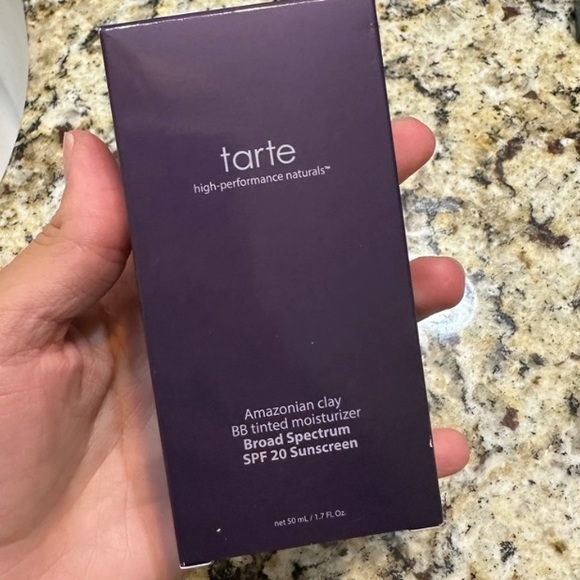 tarte
high-performance naturals™
Amazonian clay
BB tinted moisturizer
Broad Spectrum
SPF 20 Sunscreen
net 50 mL / 1.7 FL Oz.